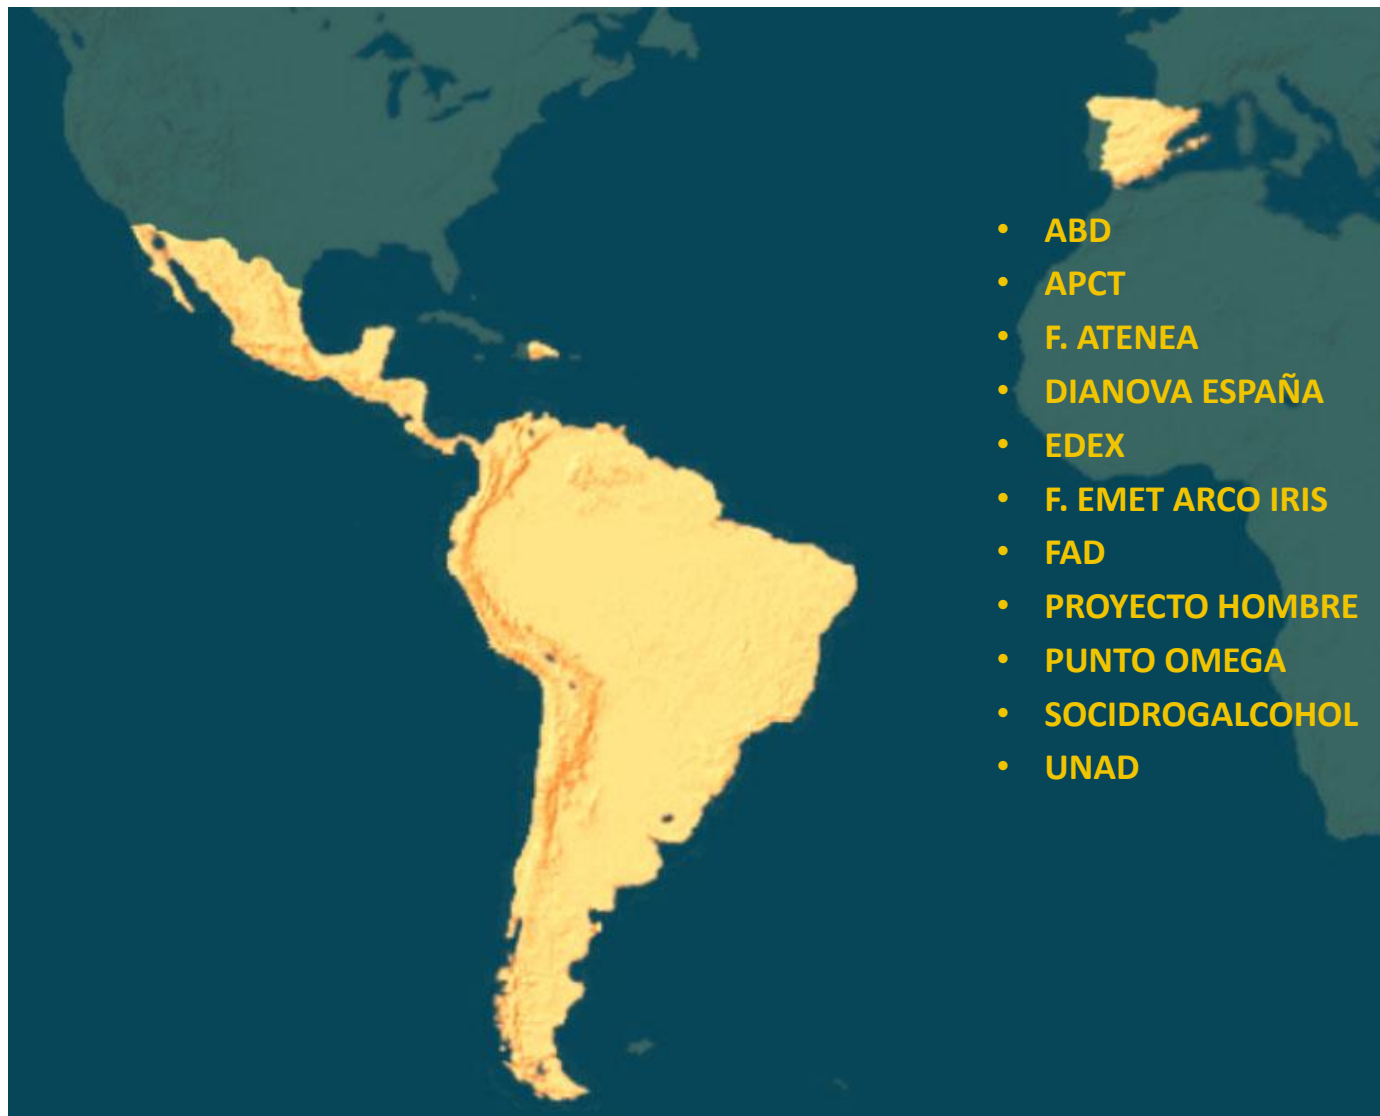 • ABD
• APCT
• F. ATENEA
• DIANOVA ESPAÑA
• EDEX
• F. EMET ARCO IRIS
• FAD
• PROYECTO HOMBRE
• PUNTO OMEGA
• SOCIDROGALCOHOL
• UNAD